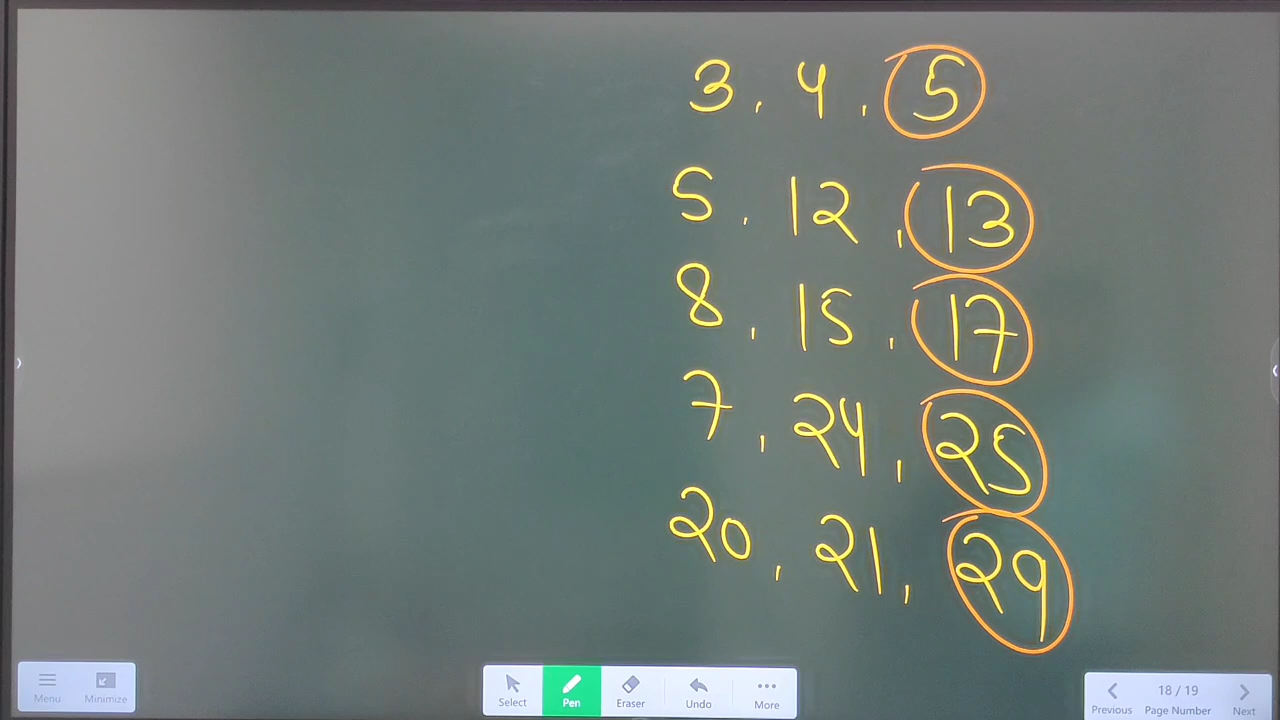 3, 4, 5
5, 12, 13
8, 15, 17
7, 24, 25
20, 21, 29
Menu Minimize
Select Pen Eraser Undo More
18 / 19
Previous Page Number Next